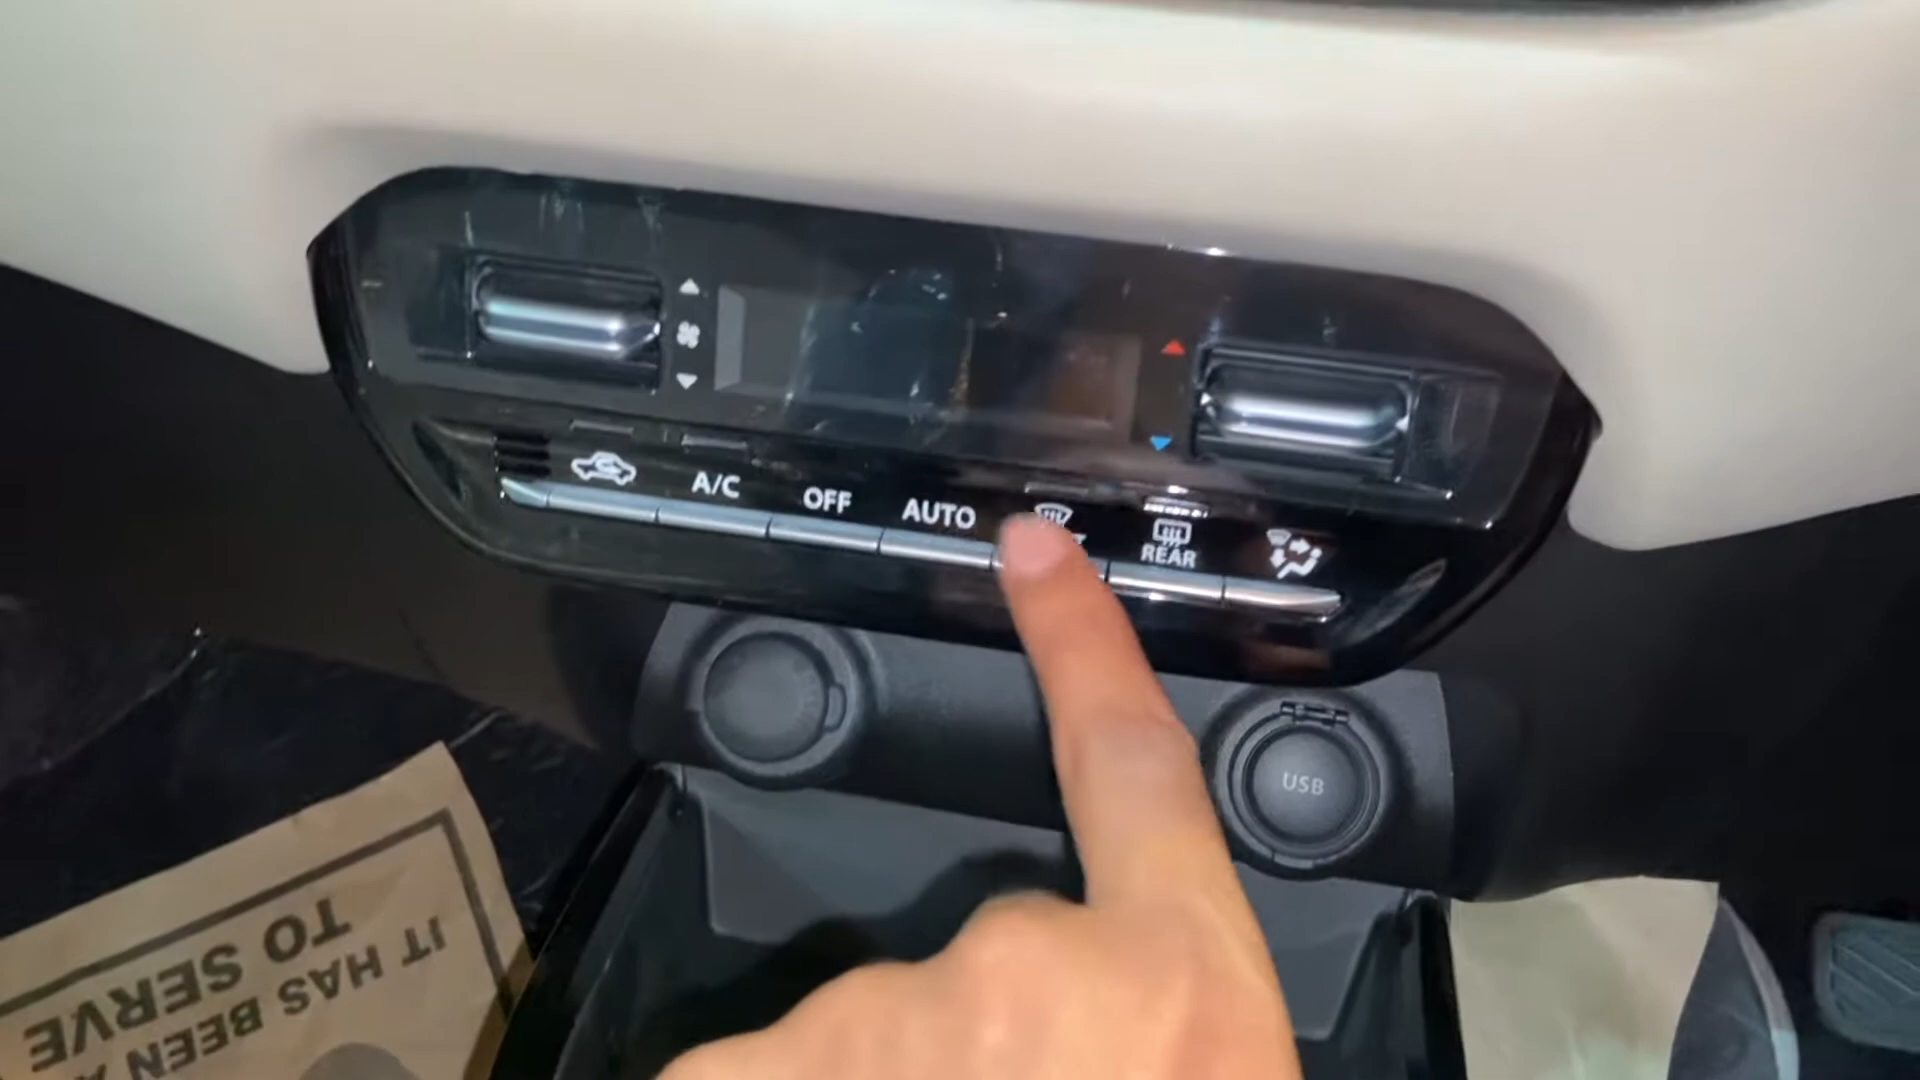 A/C
OFF
AUTO
REAR
USB
IT HAS BEEN A
TO SERVE